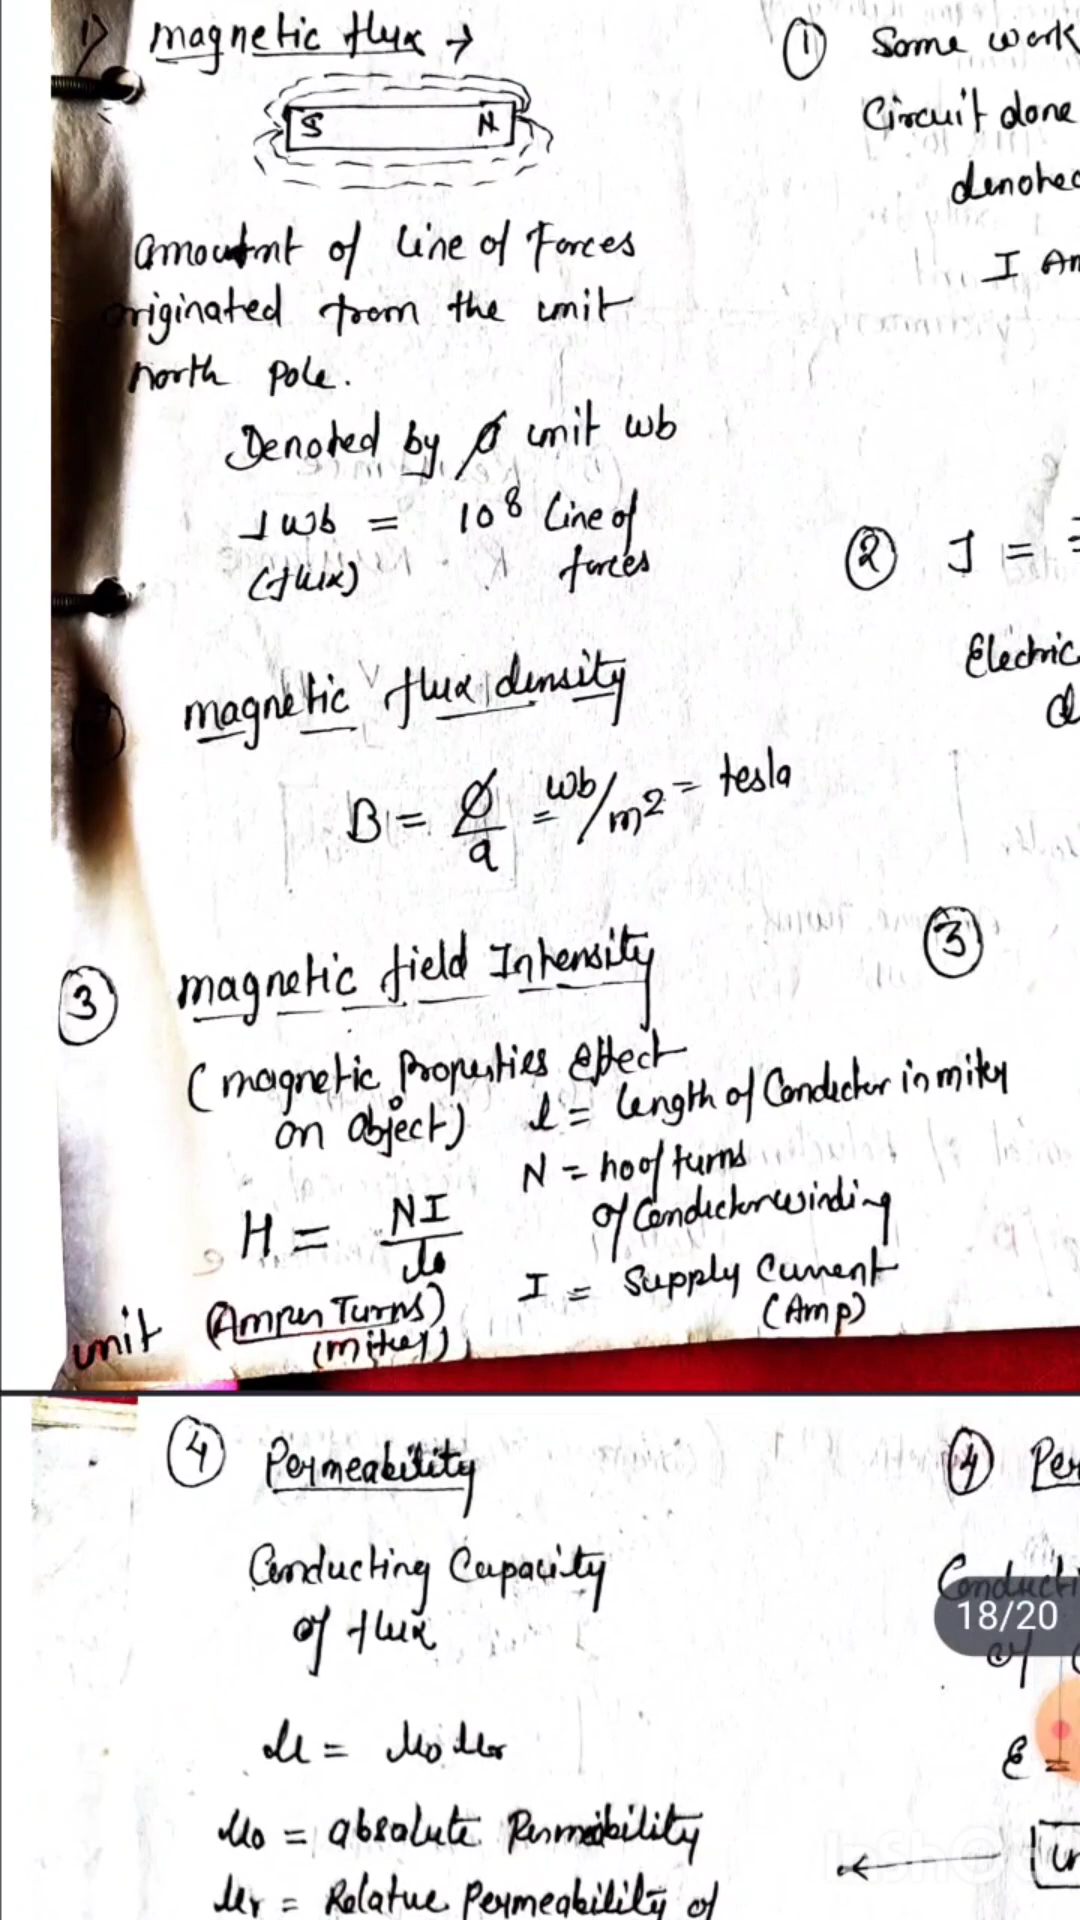 1) magnetic flux →
S N
amount of line of Forces
originated from the unit
north pole.
Denoted by ϕ unit wb
1 wb = 10⁸ line of
(flux) forces
magnetic flux density
B = ϕ/a = wb/m² = tesla
3 magnetic field Intensity
(magnetic Properties Effect
on object)
l = length of Conductor in miter
N = no of turns
of Conductor winding
H = NI/l
I = Supply Current
(Amp)
unit (Amper Turns)
(miter)
4 Permeability
Conducting Capacity
of flux
μ = μ₀ μr
μ₀ = absolute
μr = Relative Permeability of
1 Some work
Circuit done
denoted
I Am
2 J = =
Electric
d
3
4 Per
Conducti
18/20
of
ε =
InSh